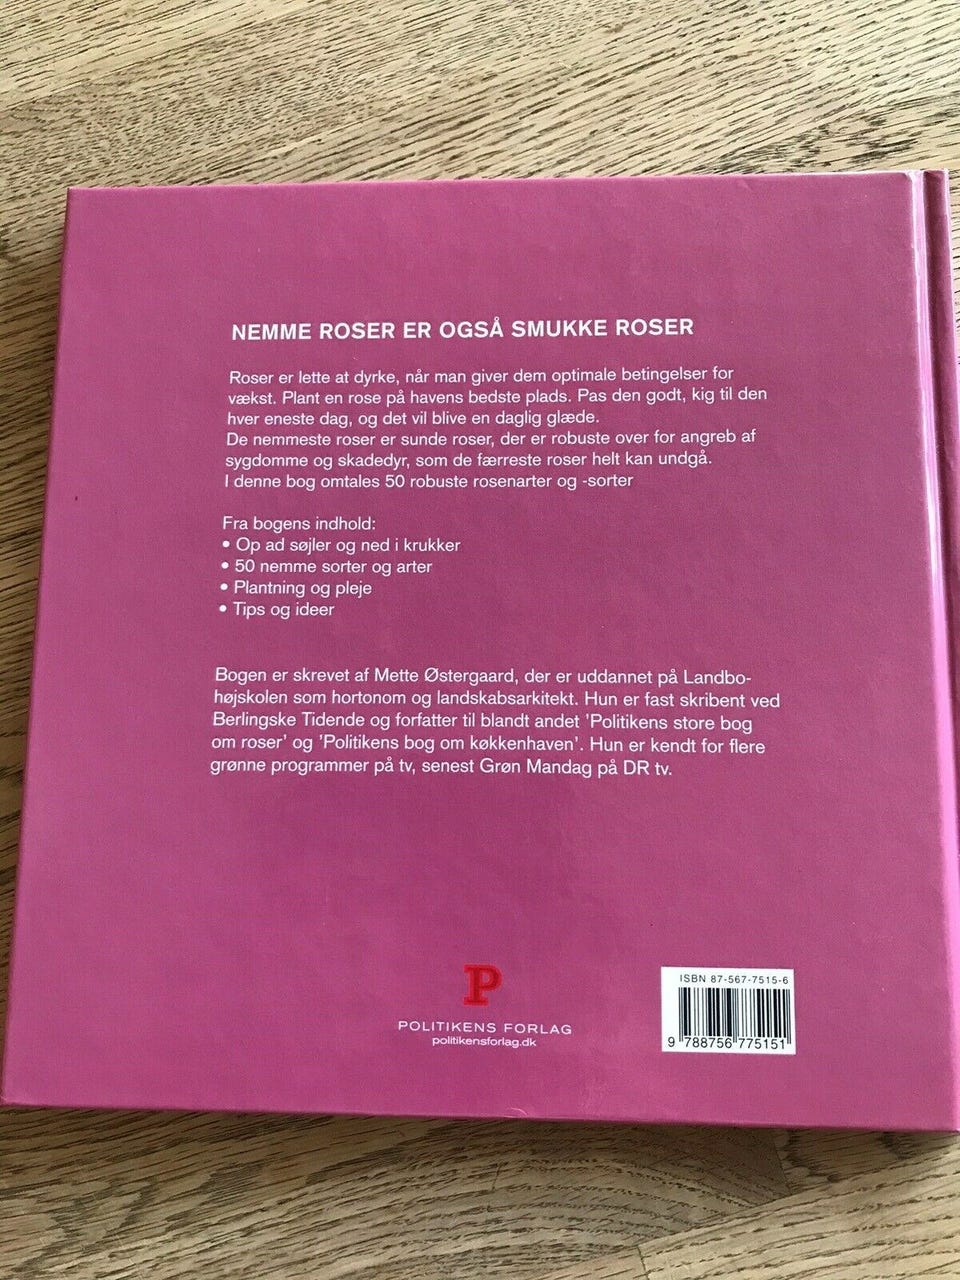 NEMME ROSER ER OGSÅ SMUKKE ROSER
Roser er lette at dyrke, når man giver dem optimale betingelser for
vækst. Plant en rose på havens bedste plads. Pas den godt, kig til den
hver eneste dag, og det vil blive en daglig glæde.
De nemmeste roser er sunde roser, der er robuste over for angreb af
sygdomme og skadedyr, som de færreste roser helt kan undgå.
I denne bog omtales 50 robuste rosenarter og -sorter
Fra bogens indhold:
• Op ad søjler og ned i krukker
• 50 nemme sorter og arter
• Plantning og pleje
• Tips og ideer
Bogen er skrevet af Mette Østergaard, der er uddannet på Landbo-
højskolen som hortonom og landskabsarkitekt. Hun er fast skribent ved
Berlingske Tidende og forfatter til blandt andet 'Politikens store bog
om roser' og 'Politikens bog om køkkenhaven'. Hun er kendt for flere
grønne programmer på tv, senest Grøn Mandag på DR tv.
P
POLITIKENS FORLAG
politikensforlag.dk
ISBN 87-567-7515-6
9 788756 775151